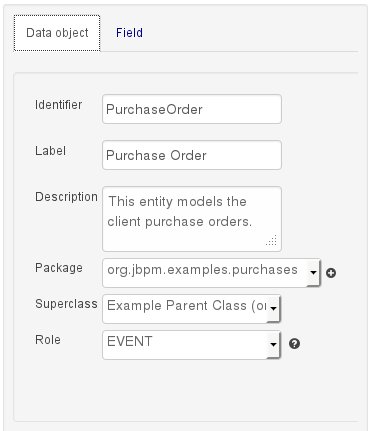 Data object
Field
Identifier
PurchaseOrder
Label
Purchase Order
Description
This entity models the
client purchase orders.
Package
org.jbpm.examples.purchases
Superclass
Example Parent Class (or
Role
EVENT